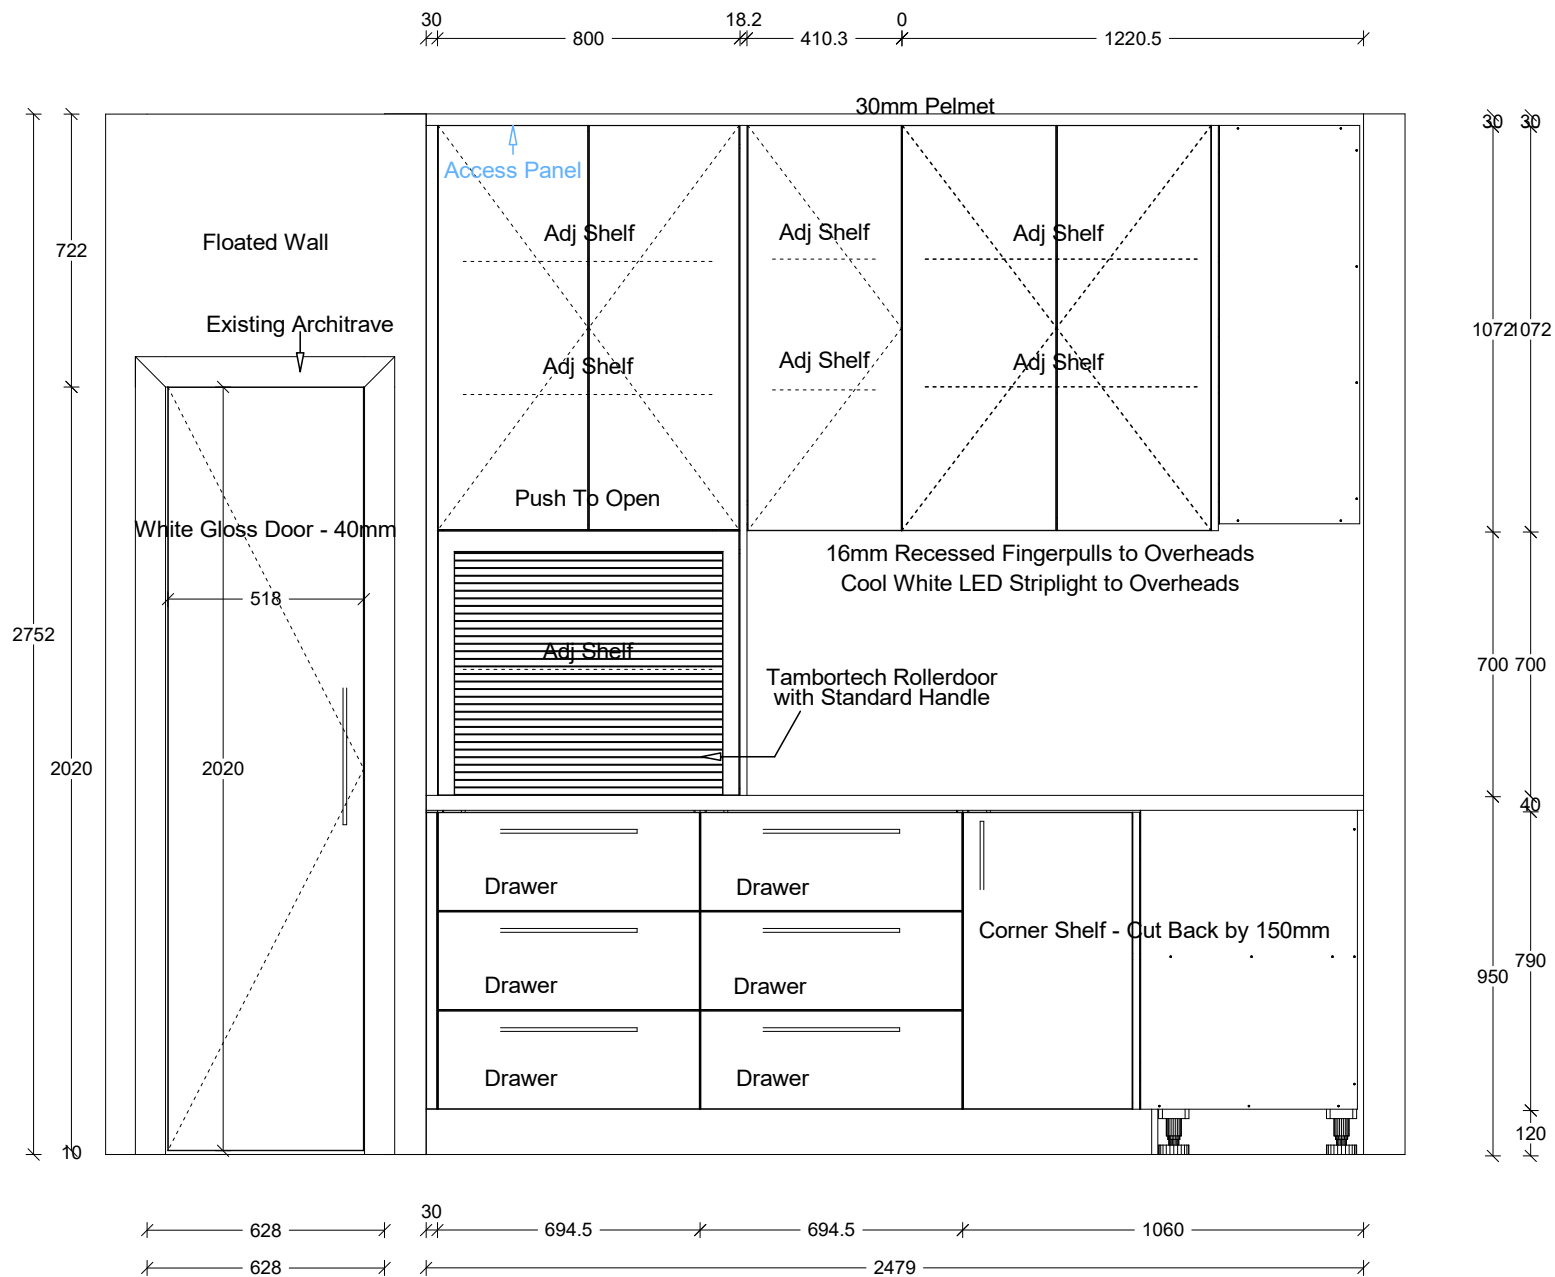 30 18.2 0
800 410.3 1220.5
30mm Pelmet
30 30
Access Panel
Floated Wall
Adj Shelf Adj Shelf Adj Shelf
722
Existing Architrave
1072 1072
Adj Shelf Adj Shelf Adj Shelf
Push To Open
White Gloss Door - 40mm
16mm Recessed Fingerpulls to Overheads
Cool White LED Striplight to Overheads
518
2752
Adj Shelf
700 700
Tambortech Rollerdoor
with Standard Handle
2020 2020
40
Drawer Drawer
Corner Shelf - Cut Back by 150mm
790
950
Drawer Drawer
Drawer Drawer
120
10
30
628 694.5 694.5 1060
628 2479